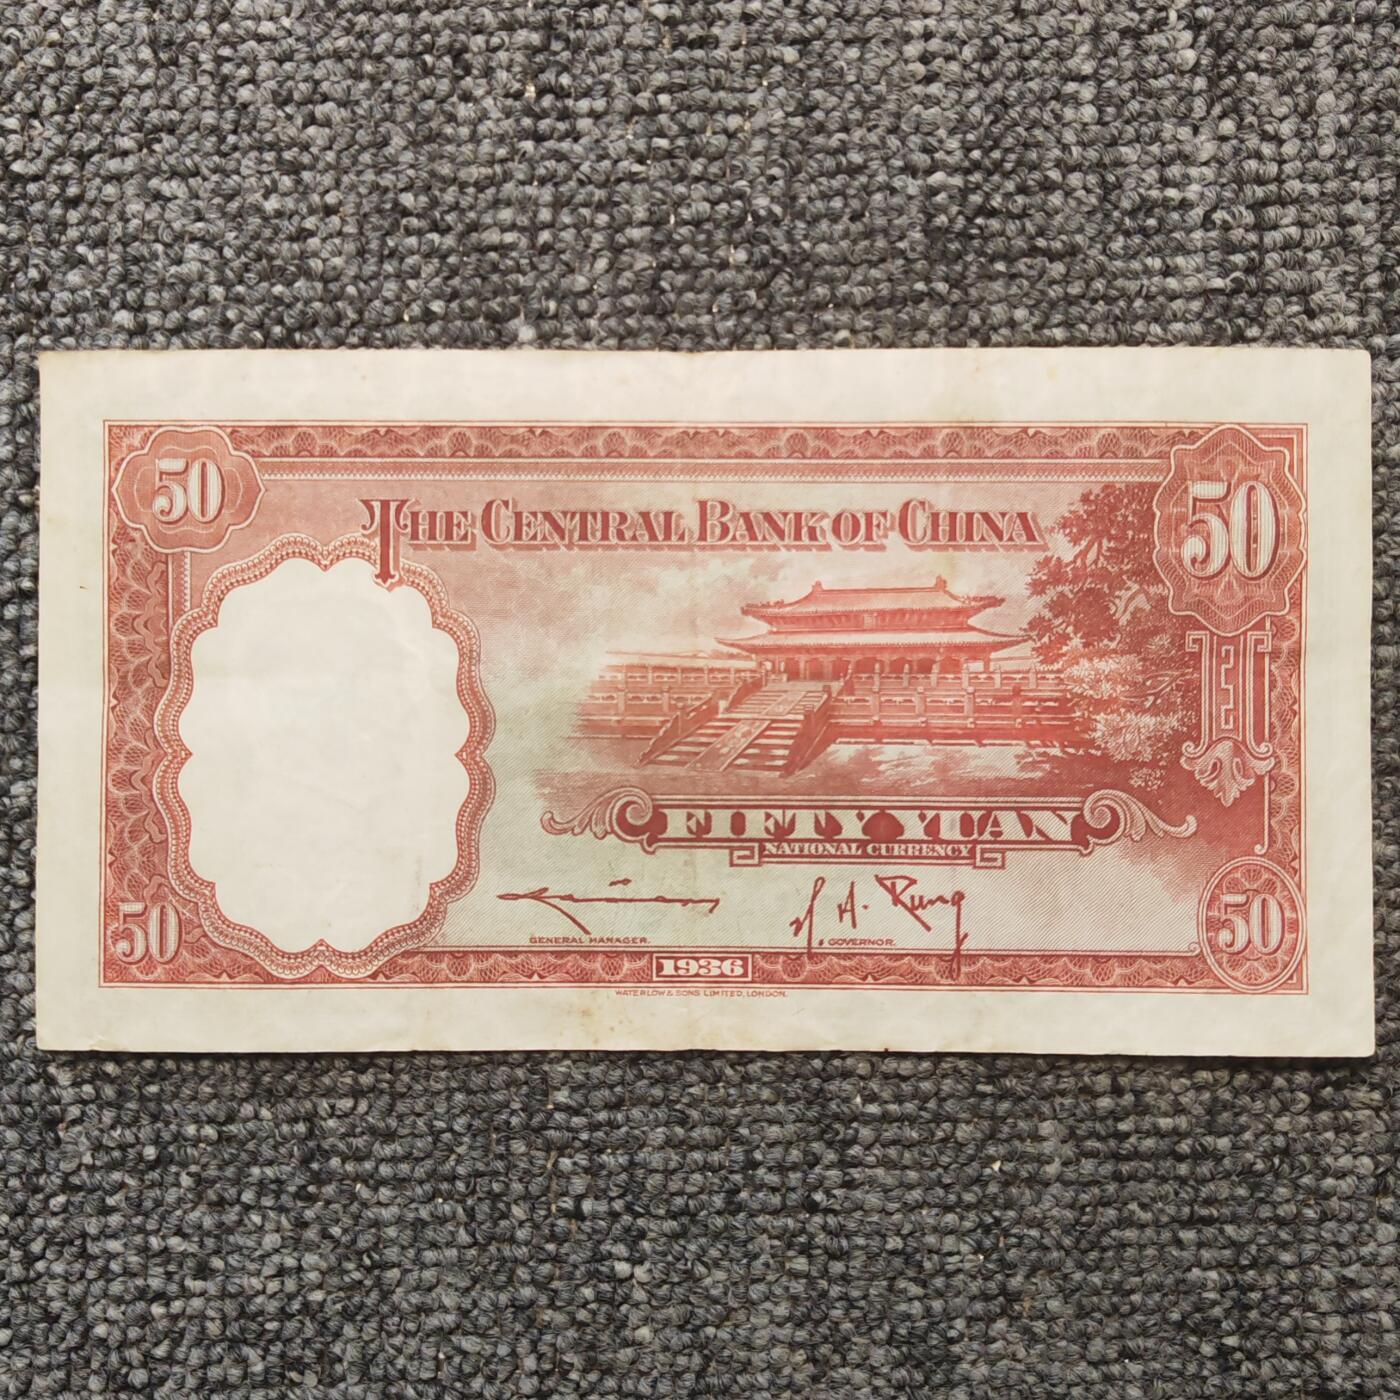 50
50
THE CENTRAL BANK OF CHINA
FIFTY YUAN
NATIONAL CURRENCY
H. H. Kung
GENERAL MANAGER.
GOVERNOR.
50
50
1936
WATERLOW & SONS LIMITED, LONDON.